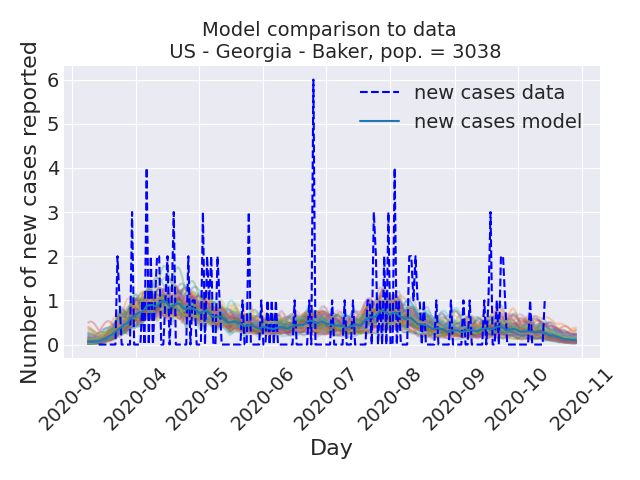 Model comparison to data
US - Georgia - Baker, pop. = 3038
Number of new cases reported
6
5
4
3
2
1
0
new cases data
new cases model
2020-03
2020-04
2020-05
2020-06
2020-07
2020-08
2020-09
2020-10
2020-11
Day